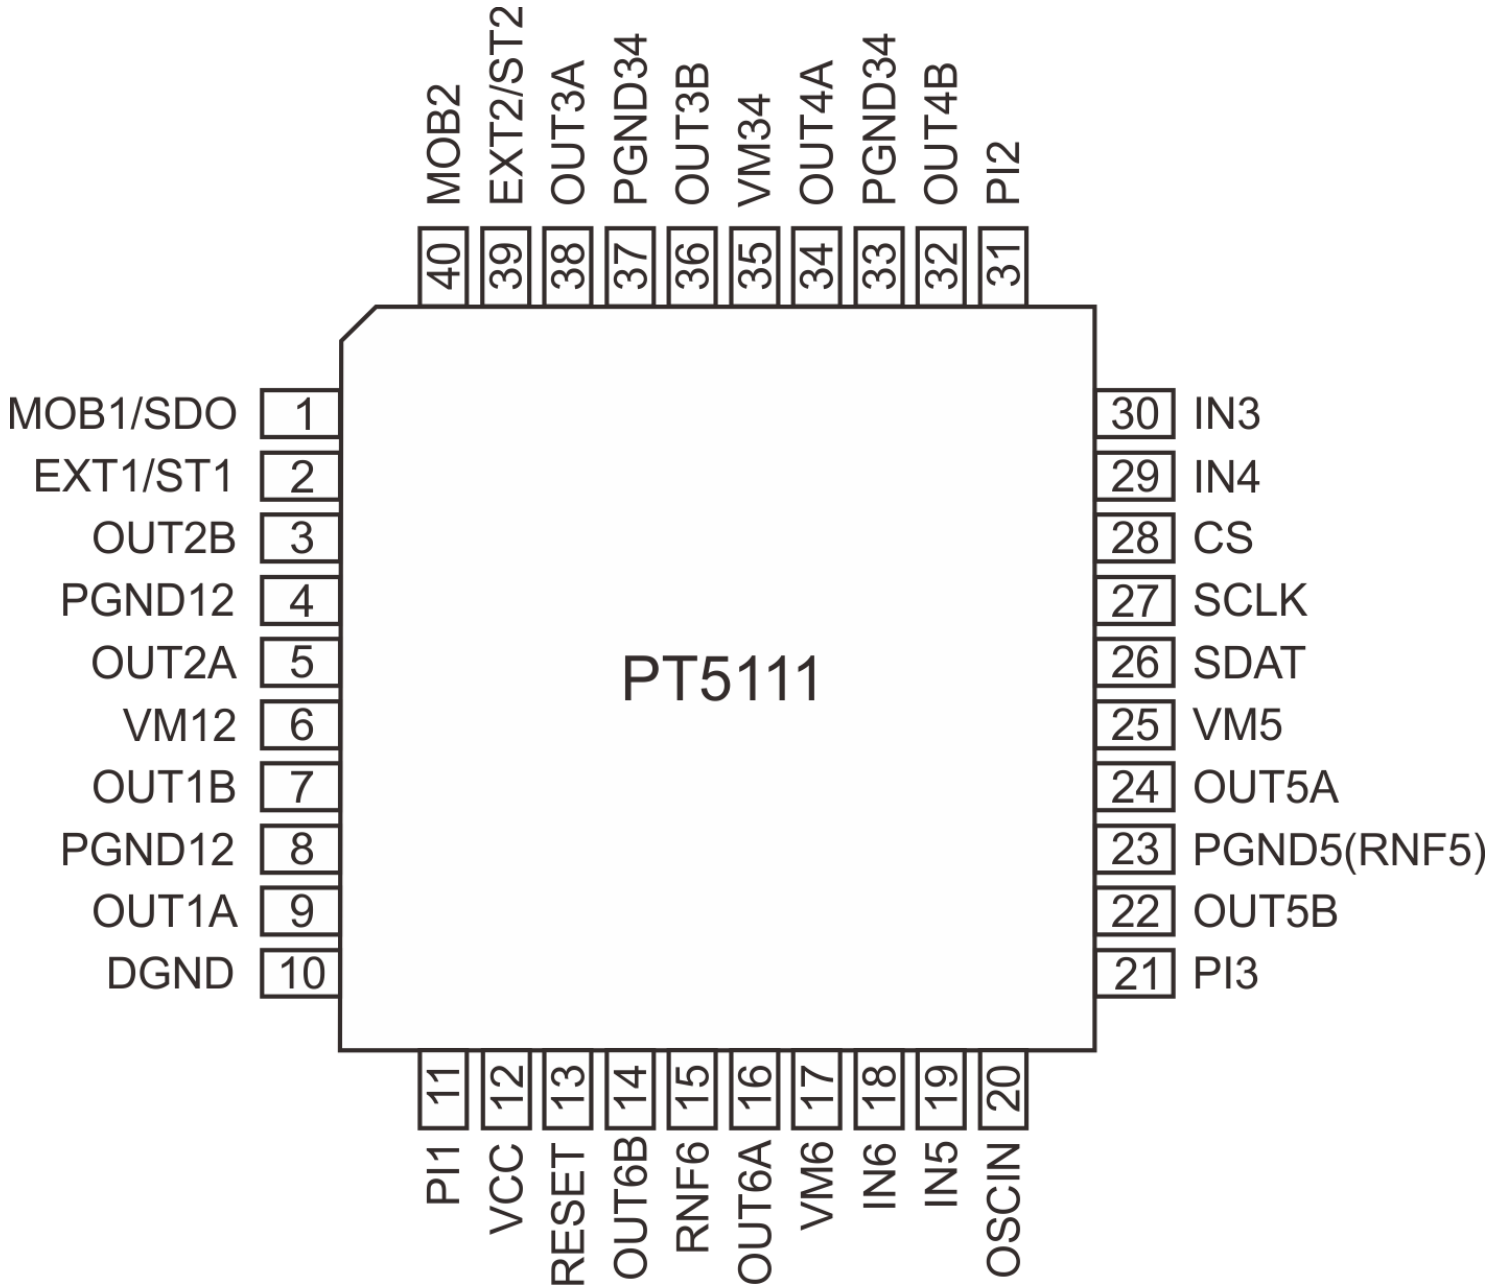 MOB2
EXT2/ST2
OUT3A
PGND34
OUT3B
VM34
OUT4A
PGND34
OUT4B
PI2
40
39
38
37
36
35
34
33
32
31
MOB1/SDO 1
EXT1/ST1 2
OUT2B 3
PGND12 4
OUT2A 5
VM12 6
OUT1B 7
PGND12 8
OUT1A 9
DGND 10
PT5111
30 IN3
29 IN4
28 CS
27 SCLK
26 SDAT
25 VM5
24 OUT5A
23 PGND5(RNF5)
22 OUT5B
21 PI3
11
12
13
14
15
16
17
18
19
20
PI1
VCC
RESET
OUT6B
RNF6
OUT6A
VM6
IN6
IN5
OSCIN